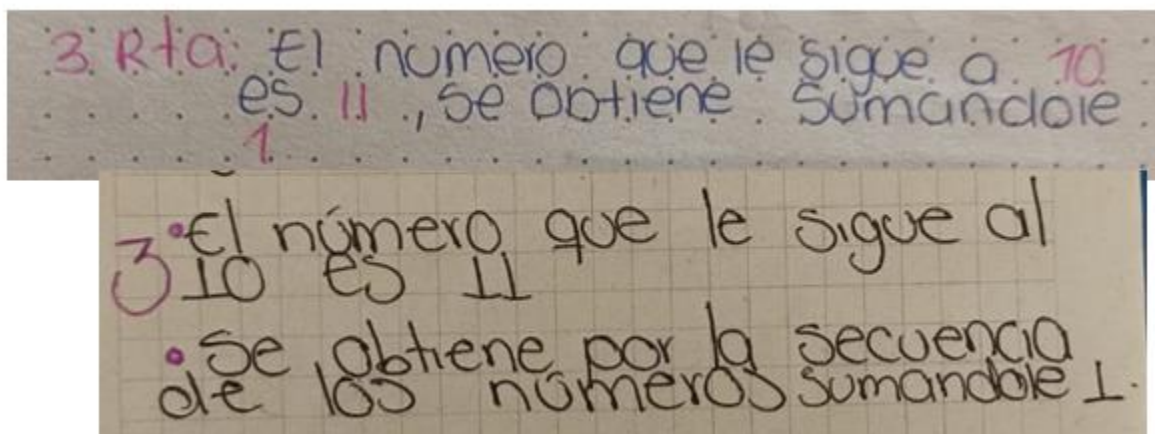 3. Rta: El numero que le sigue a 10
es 11, se obtiene sumandole
1
3 • El número que le sigue al
10 es 11
• Se obtiene por la secuencia
de los números sumandole 1.